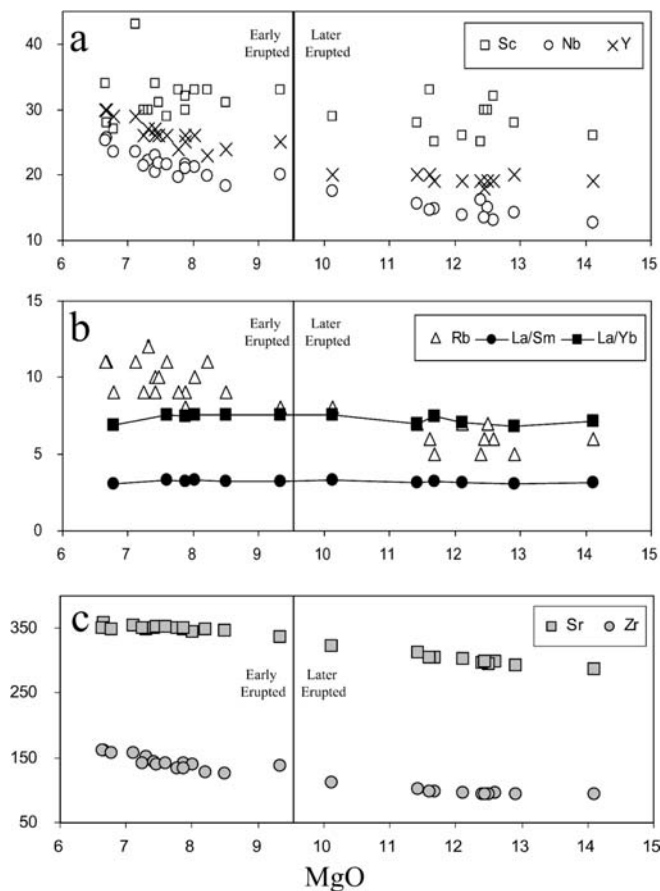 40
a
Early
Erupted
Later
Erupted
Sc Nb Y
30
20
10
6 7 8 9 10 11 12 13 14 15
15
b
Early
Erupted
Later
Erupted
Rb La/Sm La/Yb
10
5
0
6 7 8 9 10 11 12 13 14 15
350
c
Sr Zr
250
Early
Erupted
Later
Erupted
150
50
6 7 8 9 10 11 12 13 14 15
MgO